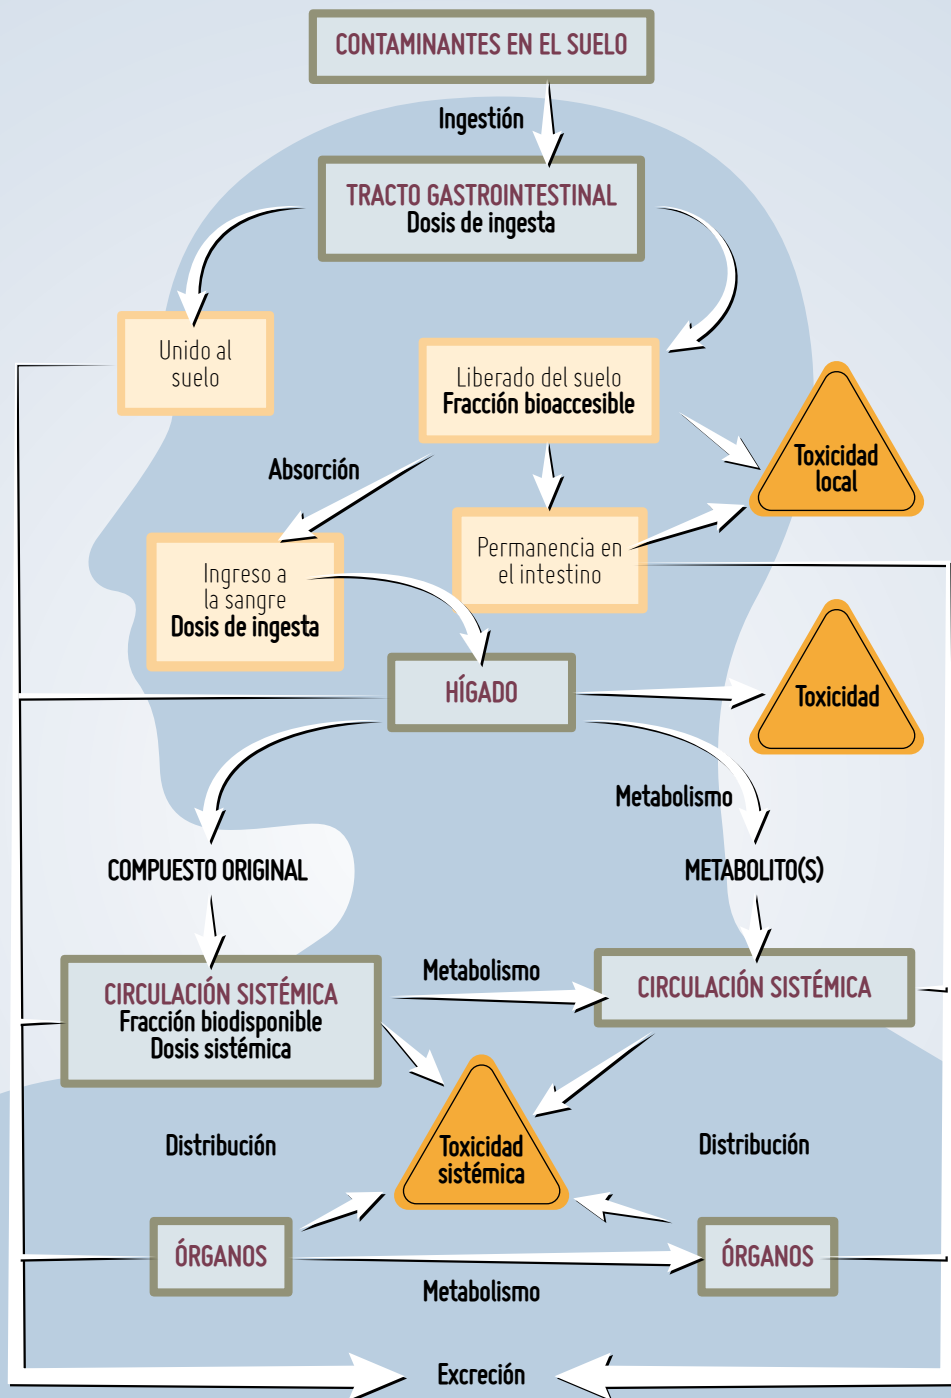 CONTAMINANTES EN EL SUELO
Ingestión
TRACTO GASTROINTESTINAL
Dosis de ingesta
Unido al
suelo
Liberado del suelo
Fracción bioaccesible
Toxicidad
local
Absorción
Permanencia en
el intestino
Ingreso a
la sangre
Dosis de ingesta
HÍGADO
Toxicidad
Metabolismo
COMPUESTO ORIGINAL
METABOLITO(S)
CIRCULACIÓN SISTÉMICA
Fracción biodisponible
Dosis sistémica
Metabolismo
CIRCULACIÓN SISTÉMICA
Distribución
Toxicidad
sistémica
Distribución
ÓRGANOS
ÓRGANOS
Metabolismo
Excreción